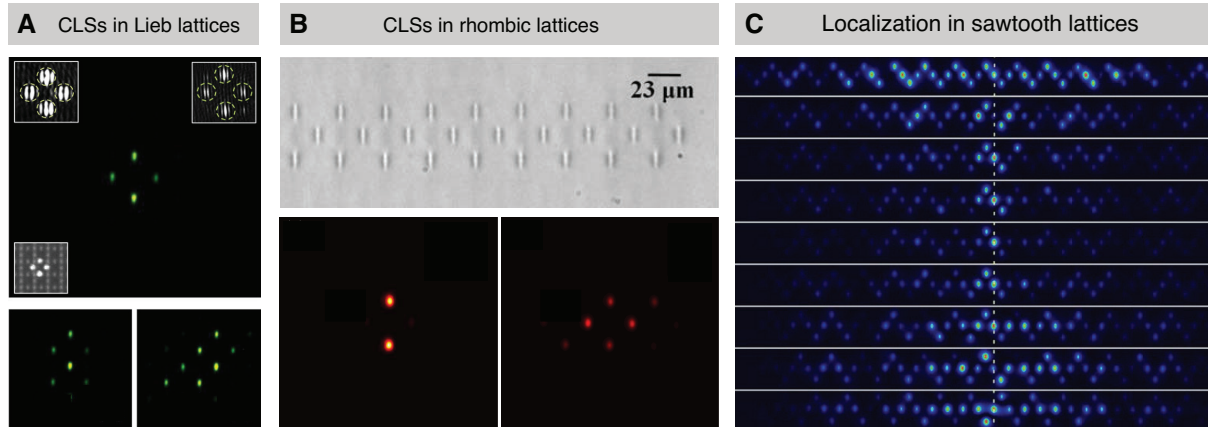 A CLSs in Lieb lattices
B CLSs in rhombic lattices
C Localization in sawtooth lattices
23 μm